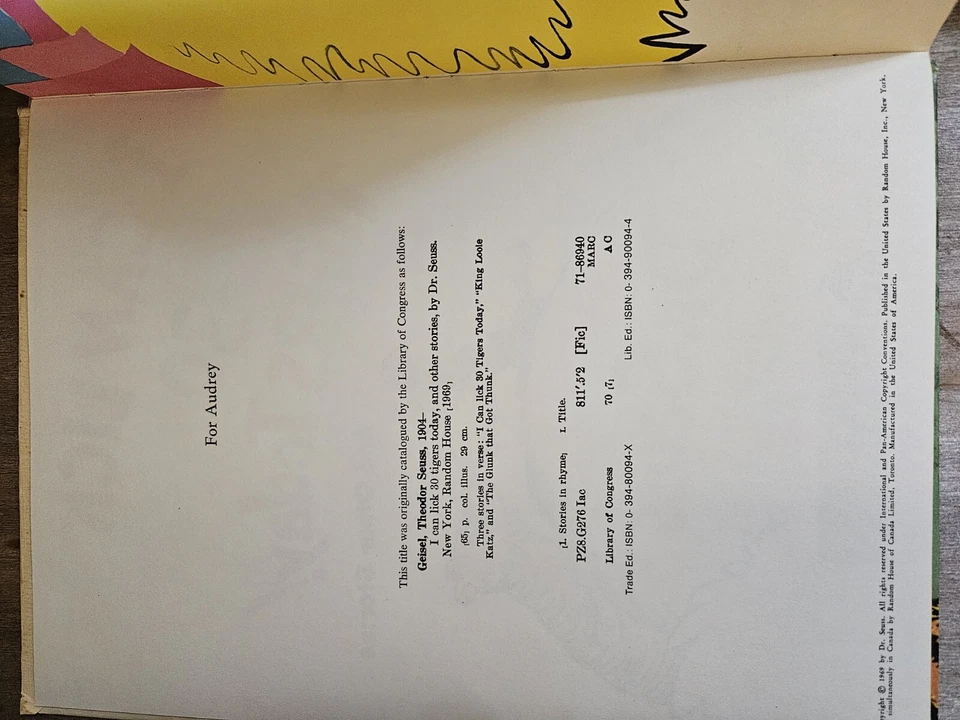 For Audrey
This title was originally catalogued by the Library of Congress as follows:
Geisel, Theodor Seuss, 1904–
I can lick 30 tigers today, and other stories, by Dr. Seuss.
New York, Random House [1969]
[65] p. col. illus. 29 cm.
Three stories in verse: "I Can lick 30 Tigers Today," "King Looie
Katz," and "The Glunk that Got Thunk."
[1. Stories in rhyme] I. Title.
PZ8.G276 Iac 811'.5'2 [Fic] 71–86940
MARC
Library of Congress 70 [7] A C
Trade Ed.: ISBN: 0- 394-80094-X Lib. Ed.: ISBN: 0- 394-90094-4
right © 1969 by Dr. Seuss. All rights reserved under International and Pan-American Copyright Conventions. Published in the United States by Random House, Inc., New York.
simultaneously in Canada by Random House of Canada Limited, Toronto. Manufactured in the United States of America.